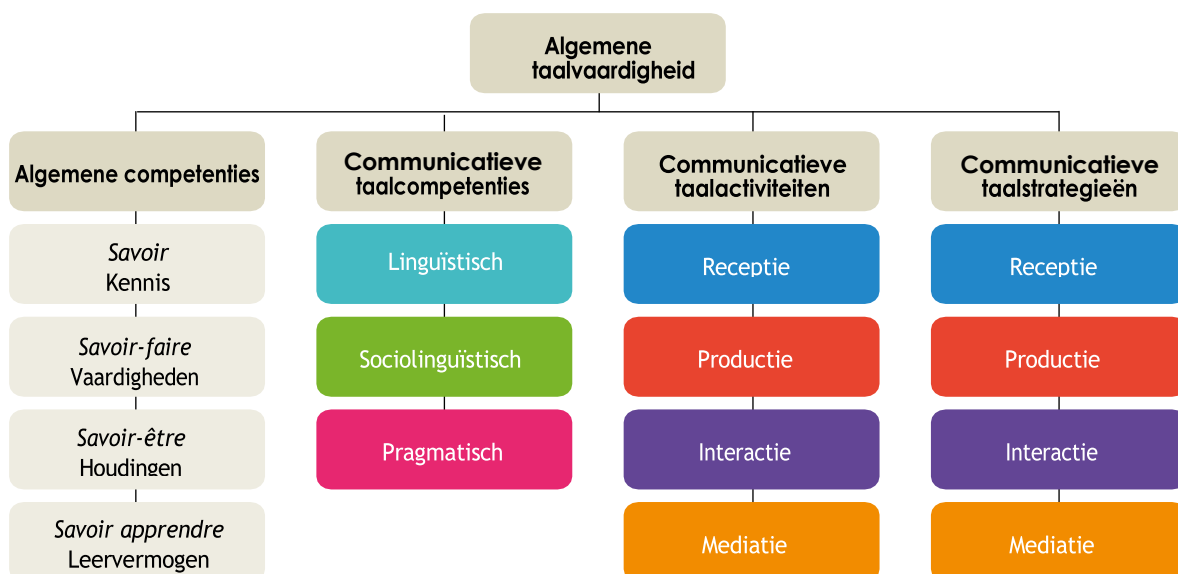 Algemene
taalvaardigheid
Algemene competenties
Savoir
Kennis
Savoir-faire
Vaardigheden
Savoir-être
Houdingen
Savoir apprendre
Leervermogen
Communicatieve
taalcompetenties
Linguïstisch
Sociolinguïstisch
Pragmatisch
Communicatieve
taalactiviteiten
Receptie
Productie
Interactie
Mediatie
Communicatieve
taalstrategieën
Receptie
Productie
Interactie
Mediatie